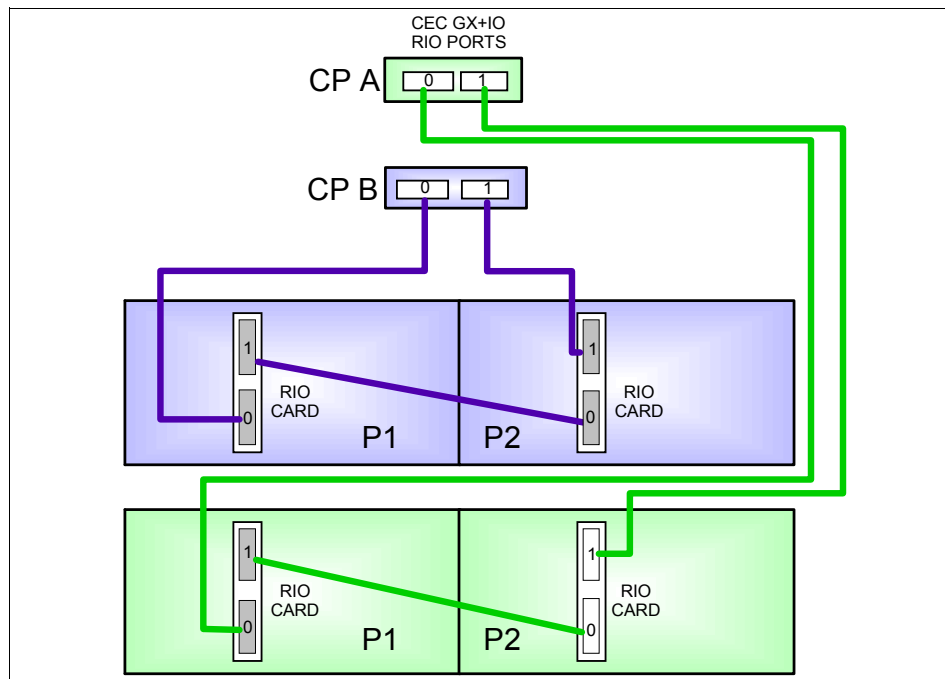 CEC GX+IO
RIO PORTS
CP A
0 1
CP B
0 1
1 1
RIO
CARD
RIO
CARD
0 0
P1 P2
1 1
RIO
CARD
RIO
CARD
0 0
P1 P2